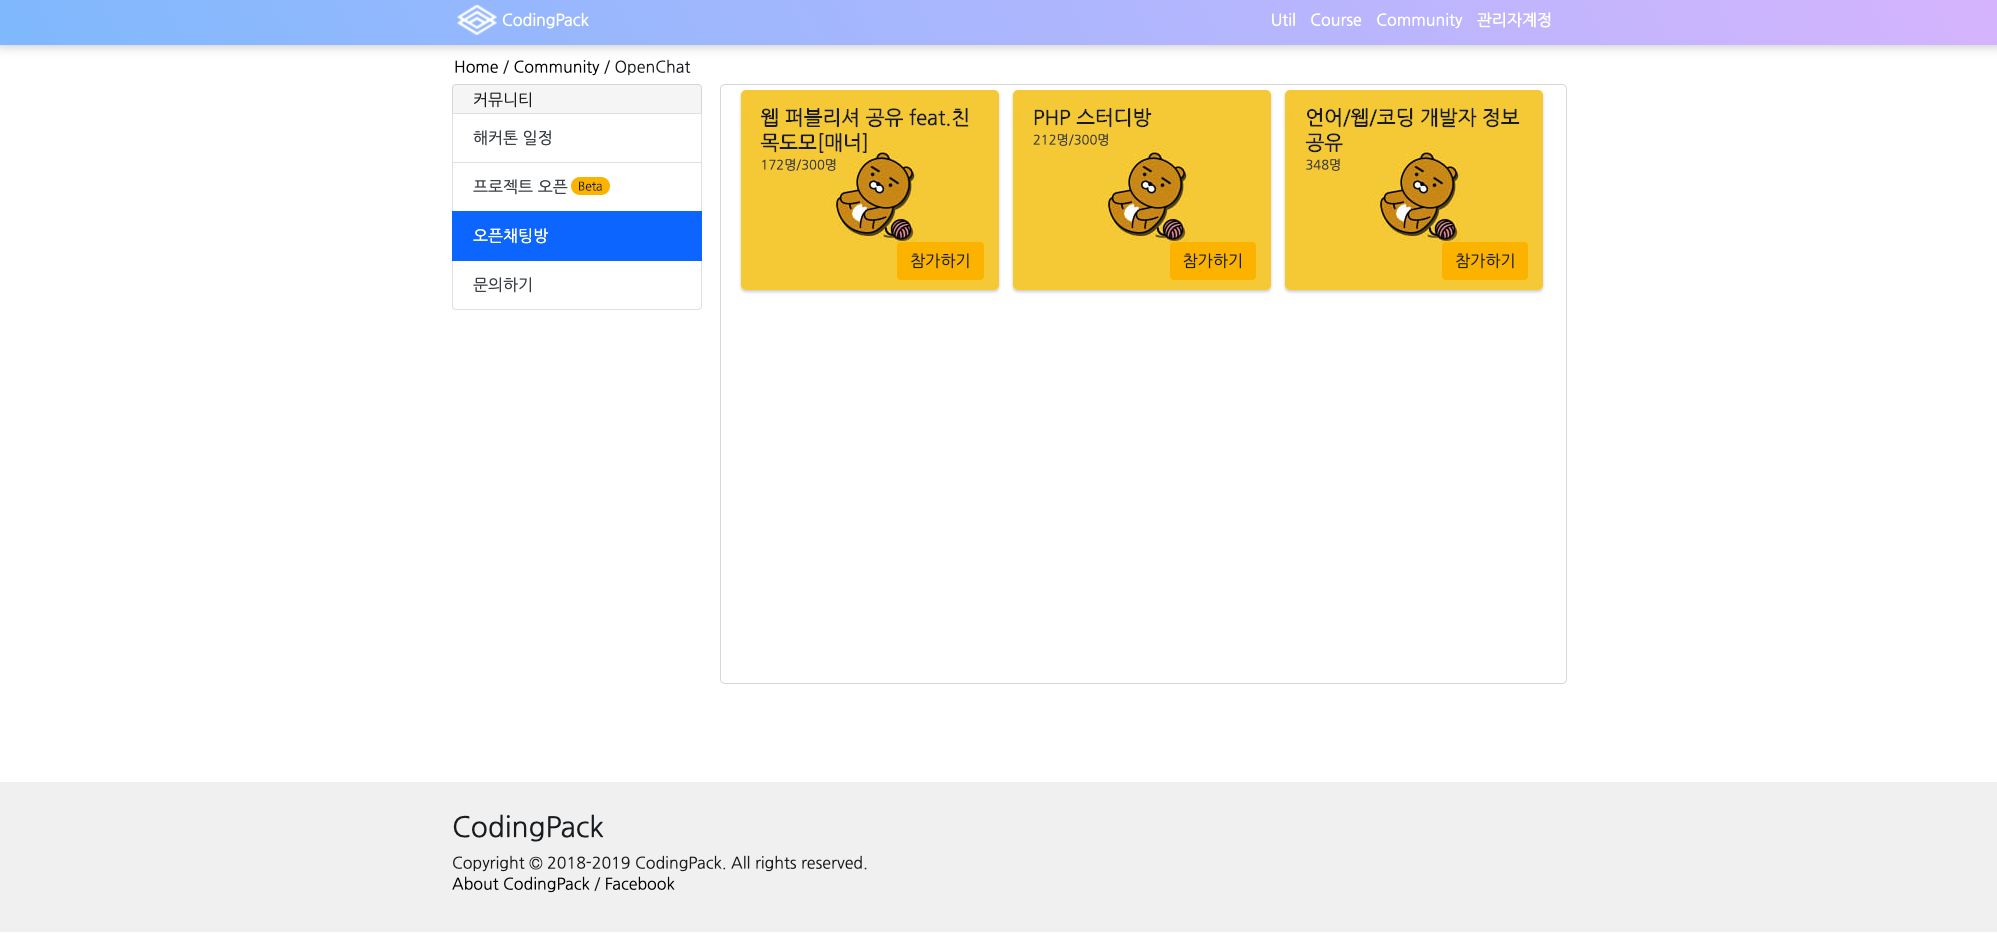 CodingPack
Util Course Community 관리자계정
Home / Community / OpenChat
커뮤니티
해커톤 일정
프로젝트 오픈 Beta
오픈채팅방
문의하기
웹 퍼블리셔 공유 feat.친
목도모[매너]
172명/300명
참가하기
PHP 스터디방
212명/300명
참가하기
언어/웹/코딩 개발자 정보
공유
348명
참가하기
CodingPack
Copyright © 2018-2019 CodingPack. All rights reserved.
About CodingPack / Facebook